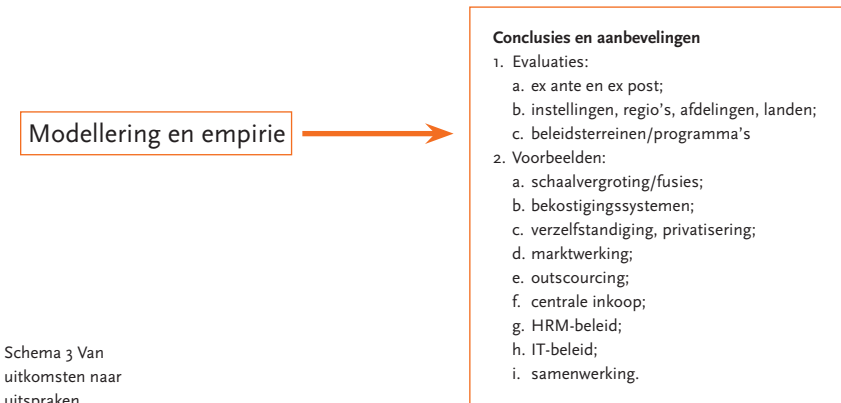 Modellering en empirie
Conclusies en aanbevelingen
1. Evaluaties:
a. ex ante en ex post;
b. instellingen, regio's, afdelingen, landen;
c. beleidsterreinen/programma's
2. Voorbeelden:
a. schaalvergroting/fusies;
b. bekostigingssystemen;
c. verzelfstandiging, privatisering;
d. marktwerking;
e. outscourcing;
f. centrale inkoop;
g. HRM-beleid;
h. IT-beleid;
i. samenwerking.
Schema 3 Van
uitkomsten naar
uitspraken